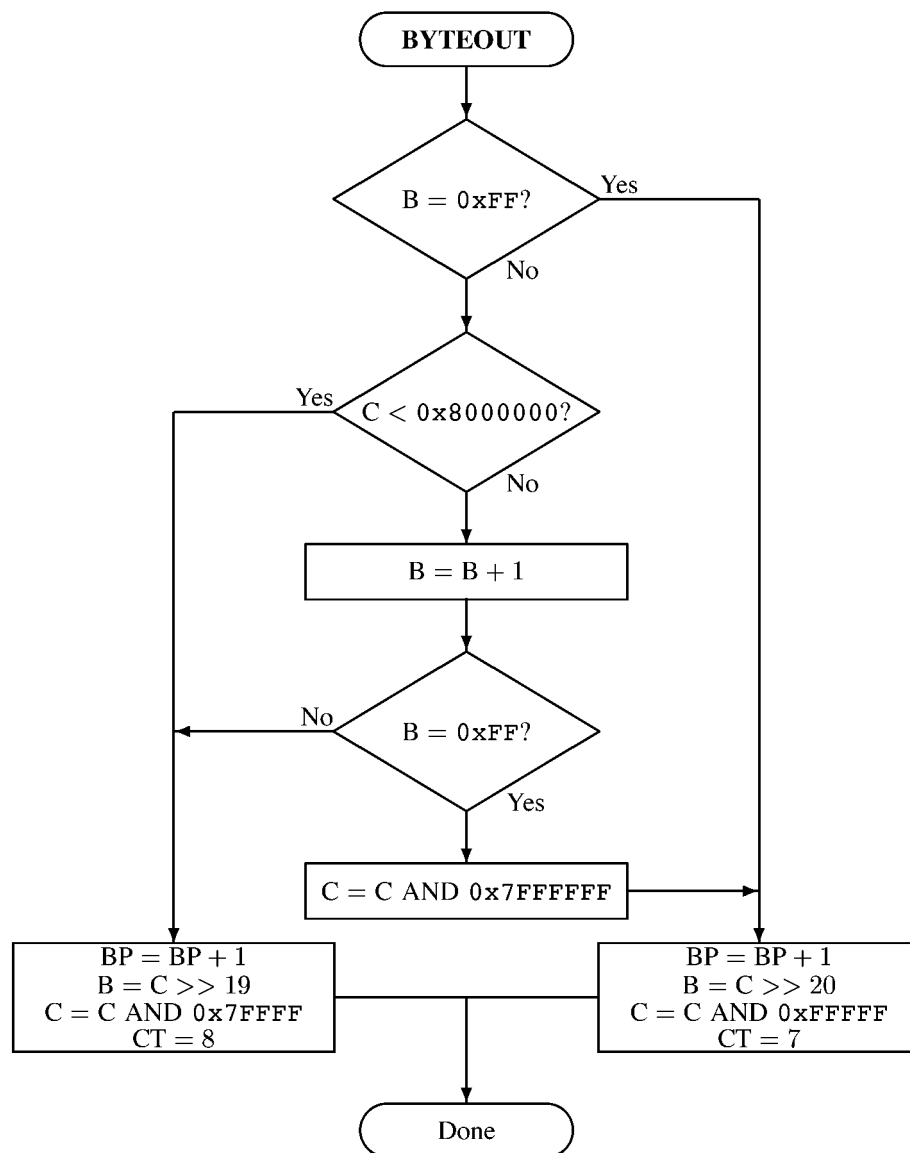 BYTEOUT
B = 0xFF?
Yes
No
C < 0x8000000?
Yes
No
B = B + 1
B = 0xFF?
No
Yes
C = C AND 0x7FFFFFF
BP = BP + 1
B = C >> 19
C = C AND 0x7FFFF
CT = 8
BP = BP + 1
B = C >> 20
C = C AND 0xFFFFF
CT = 7
Done